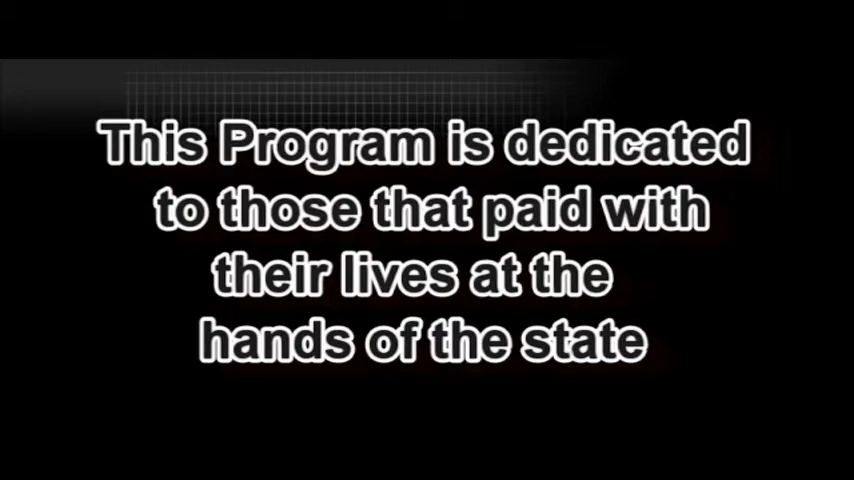 This Program is dedicated
to those that paid with
their lives at the
hands of the state